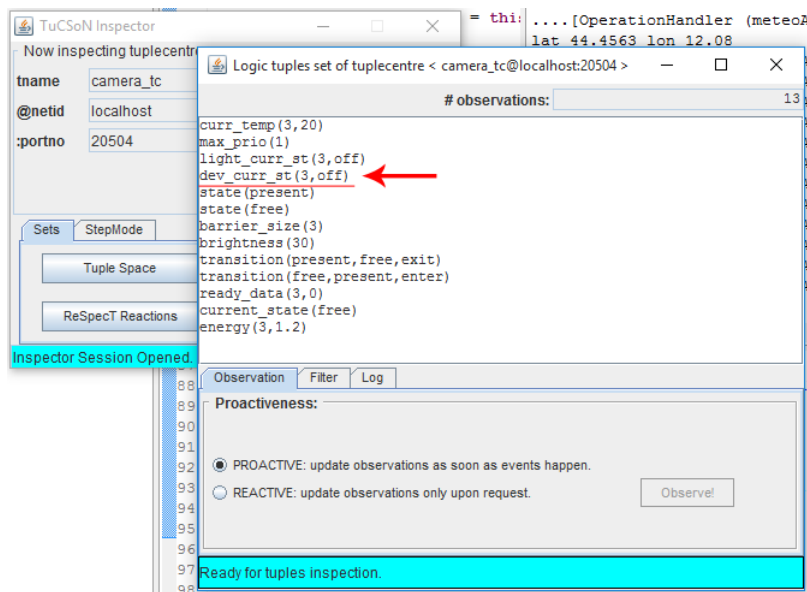 TuCSoN Inspector
= this
....[OperationHandler (meteoA
lat 44.4563 lon 12.08
Now inspecting tuplecentre
tname camera_tc
@netid localhost
:portno 20504
Sets StepMode
Tuple Space
ReSpecT Reactions
Inspector Session Opened.
Logic tuples set of tuplecentre < camera_tc@localhost:20504 >
# observations: 13
curr_temp(3,20)
max_prio(1)
light_curr_st(3,off)
dev_curr_st(3,off)
state(present)
state(free)
barrier_size(3)
brightness(30)
transition(present,free,exit)
transition(free,present,enter)
ready_data(3,0)
current_state(free)
energy(3,1.2)
Observation Filter Log
Proactiveness:
PROACTIVE: update observations as soon as events happen.
REACTIVE: update observations only upon request.
Observe!
Ready for tuples inspection.
88
89
90
91
92
93
94
95
96
97
98